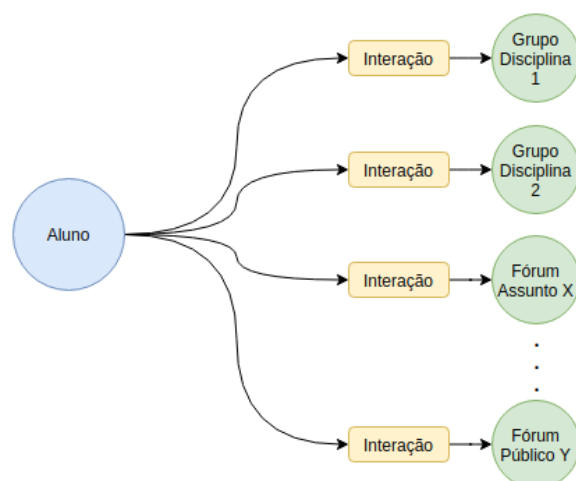 Interação
Grupo
Disciplina
1
Interação
Grupo
Disciplina
2
Aluno
Interação
Fórum
Assunto X
Interação
Fórum
Público Y